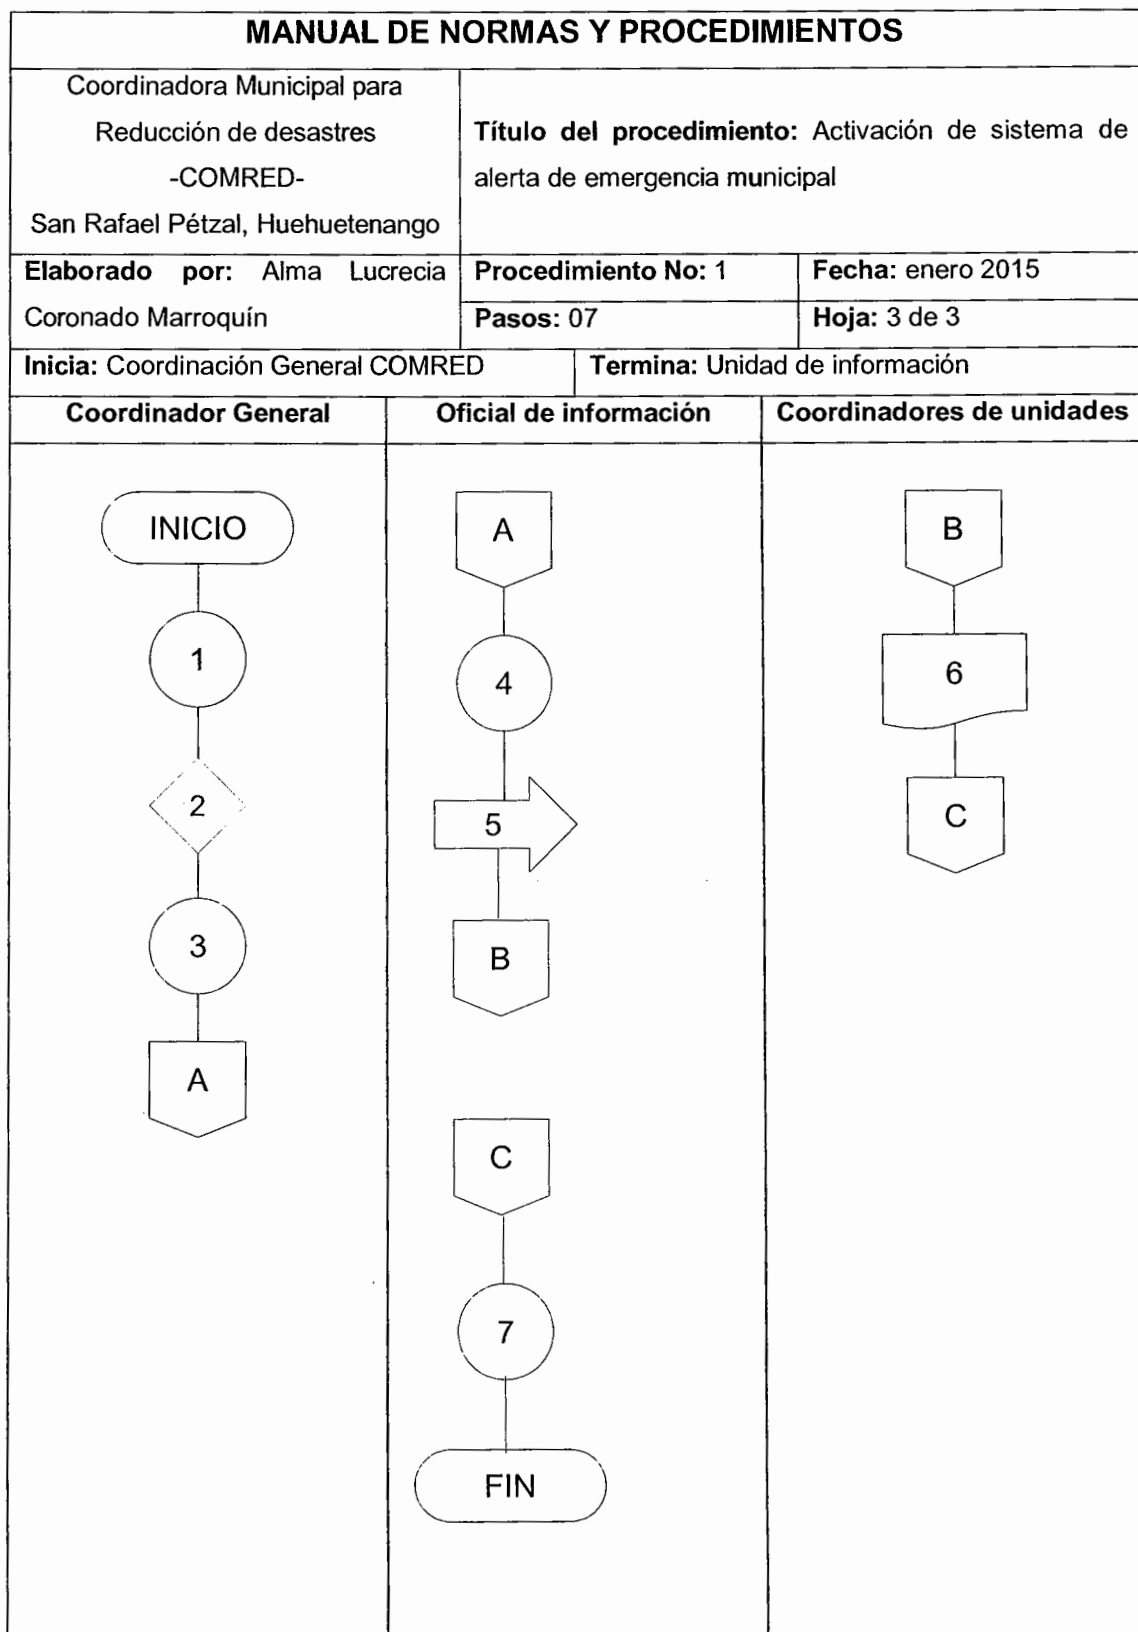 MANUAL DE NORMAS Y PROCEDIMIENTOS
Coordinadora Municipal para
Reducción de desastres
-COMRED-
San Rafael Pétzal, Huehuetenango
Título del procedimiento: Activación de sistema de
alerta de emergencia municipal
Elaborado por: Alma Lucrecia
Coronado Marroquín
Procedimiento No: 1
Fecha: enero 2015
Pasos: 07
Hoja: 3 de 3
Inicia: Coordinación General COMRED
Termina: Unidad de información
Coordinador General
Oficial de información
Coordinadores de unidades
INICIO
1
2
3
A
A
4
5
B
C
7
FIN
B
6
C